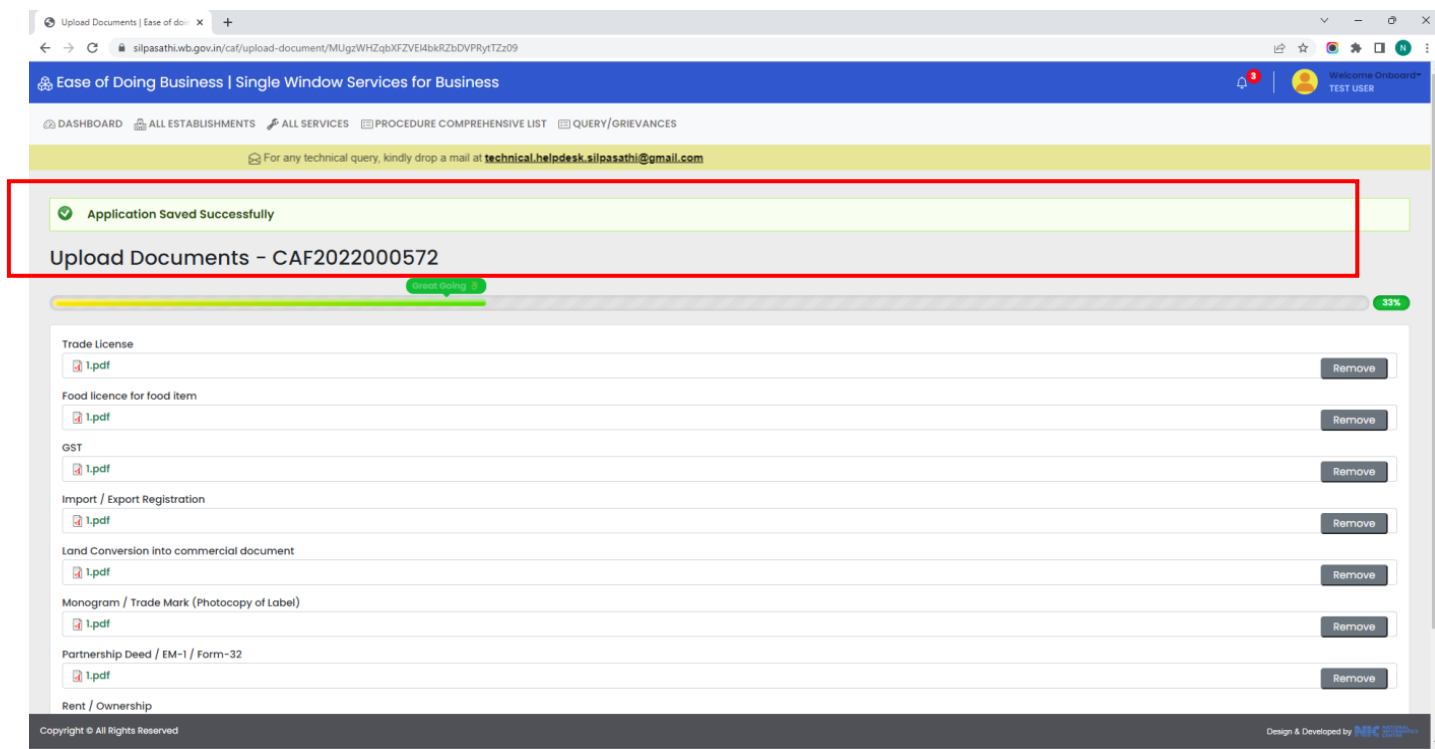 Upload Documents | Ease of doin
silpasathi.wb.gov.in/caf/upload-document/MUgzWHZqbXFZVEI4bkRZbDVPRytTZz09
N
Ease of Doing Business | Single Window Services for Business
3
Welcome Onboard
TEST USER
DASHBOARD ALL ESTABLISHMENTS ALL SERVICES PROCEDURE COMPREHENSIVE LIST QUERY/GRIEVANCES
For any technical query, kindly drop a mail at technical.helpdesk.silpasathi@gmail.com
Application Saved Successfully
Upload Documents - CAF2022000572
Great Going
33%
Trade License
1.pdf Remove
Food licence for food item
1.pdf Remove
GST
1.pdf Remove
Import / Export Registration
1.pdf Remove
Land Conversion into commercial document
1.pdf Remove
Monogram / Trade Mark (Photocopy of Label)
1.pdf Remove
Partnership Deed / EM-1 / Form-32
1.pdf Remove
Rent / Ownership
Copyright © All Rights Reserved Design & Developed by NIC